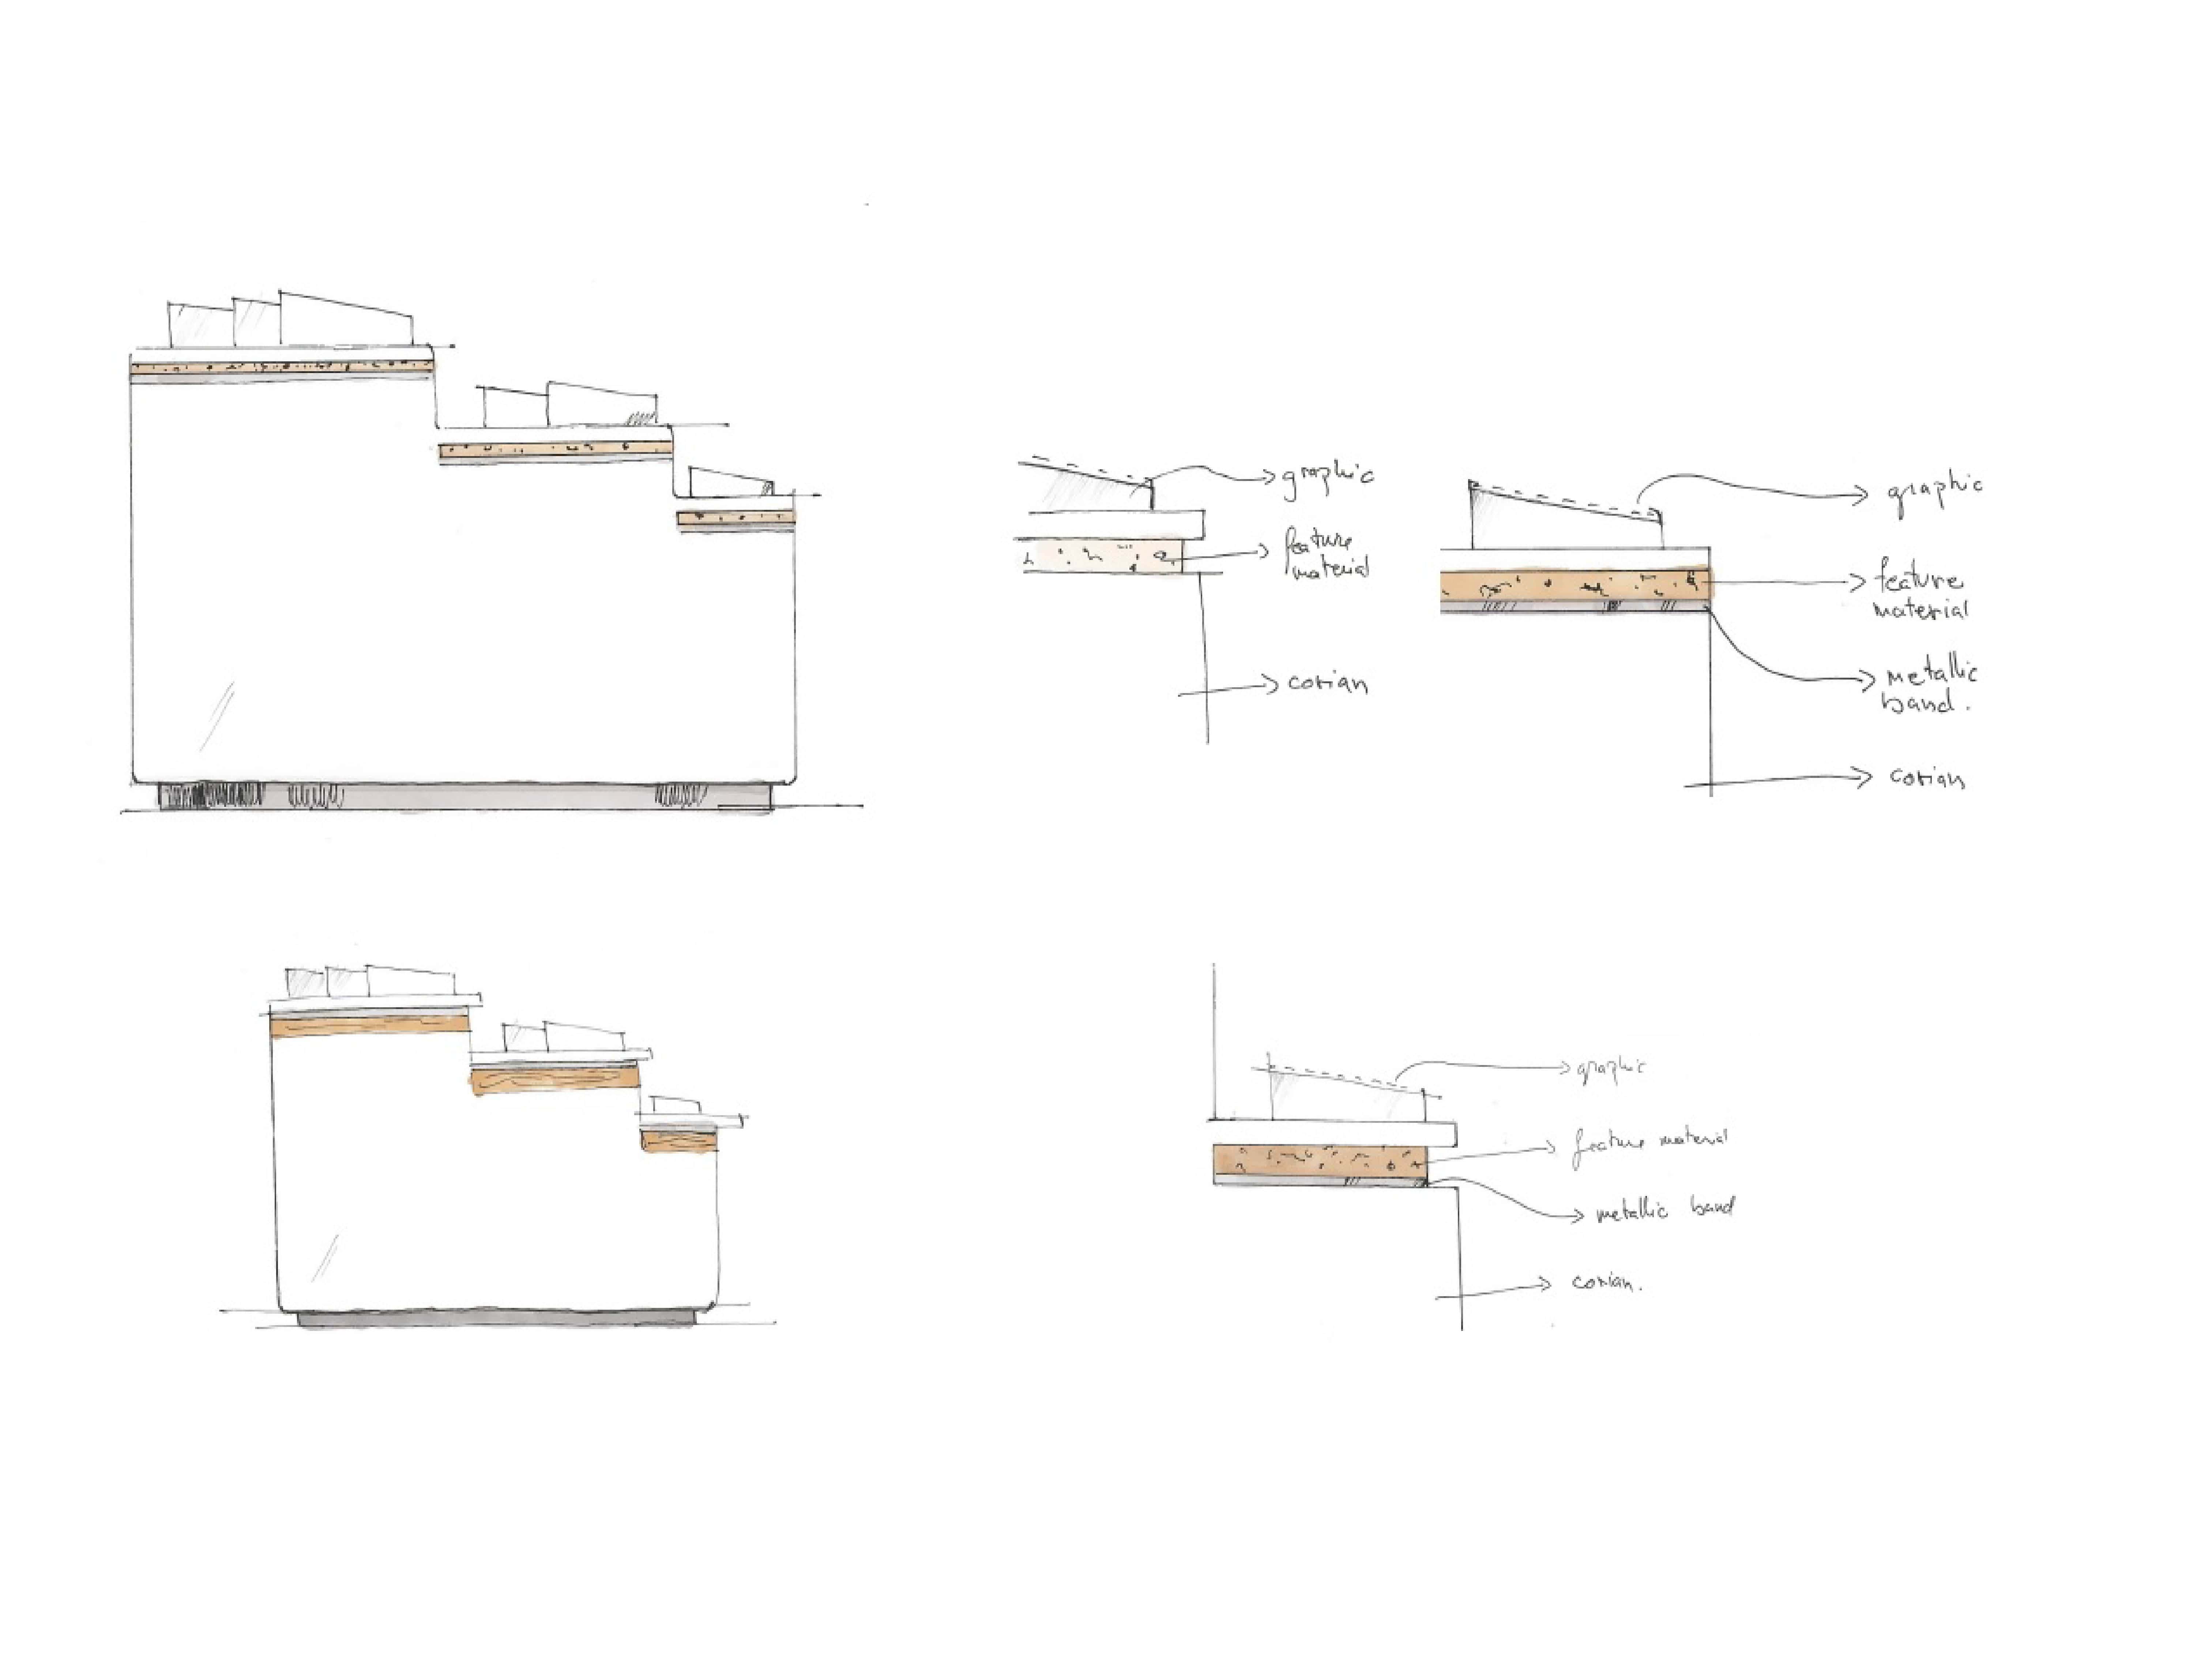 graphic
feature
material
corian
graphic
feature
material
metallic
band.
corian
graphic
feature material
metallic band
corian.